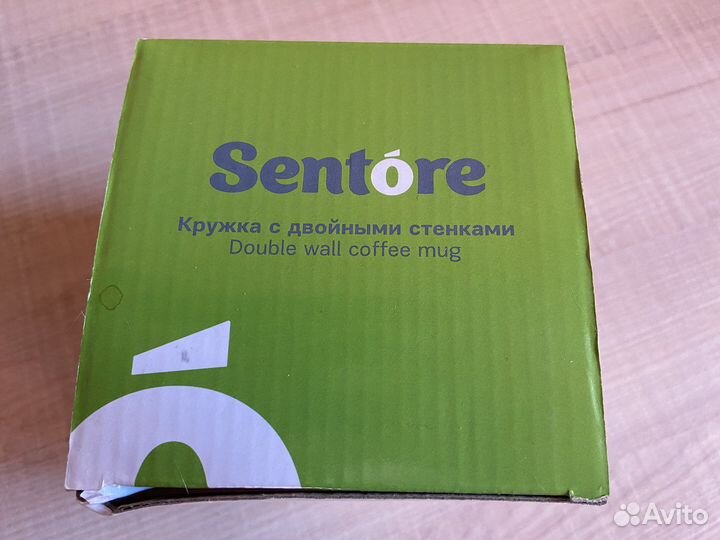 Sentóre
Кружка с двойными стенками
Double wall coffee mug
Avito